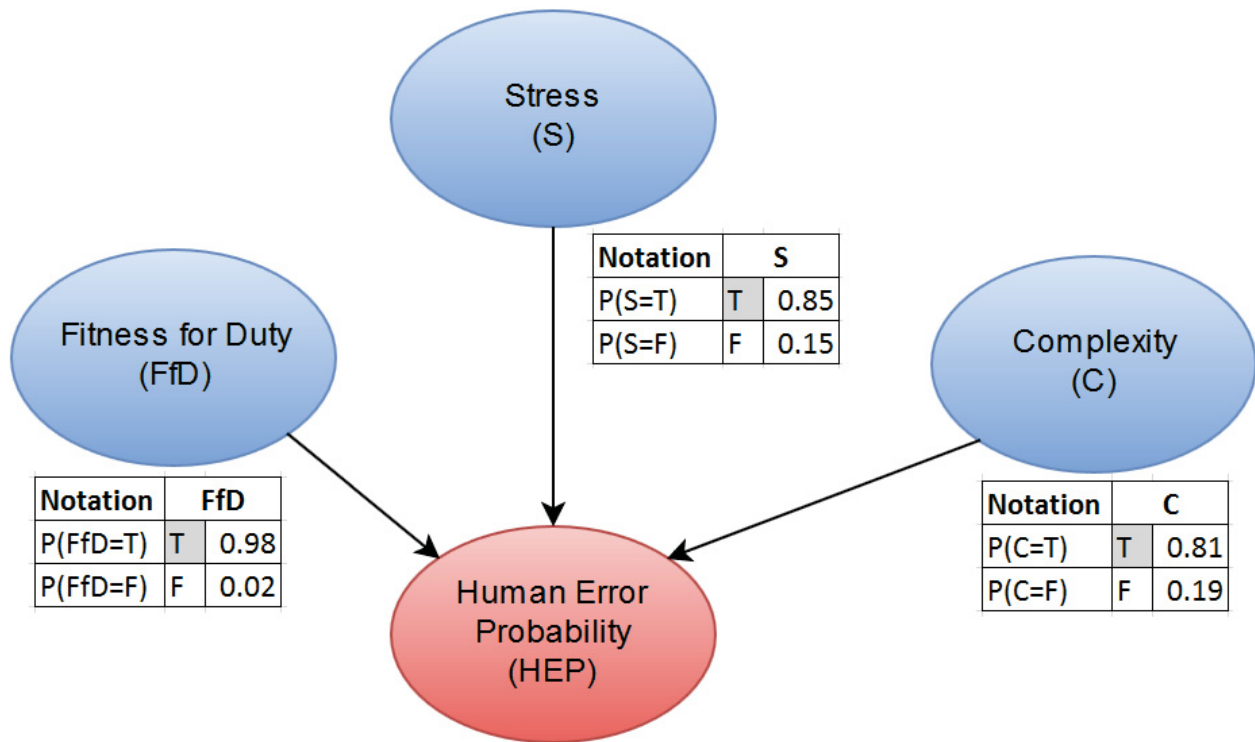 Stress
(S)
Notation S
P(S=T) T 0.85
P(S=F) F 0.15
Fitness for Duty
(FfD)
Notation FfD
P(FfD=T) T 0.98
P(FfD=F) F 0.02
Complexity
(C)
Notation C
P(C=T) T 0.81
P(C=F) F 0.19
Human Error
Probability
(HEP)